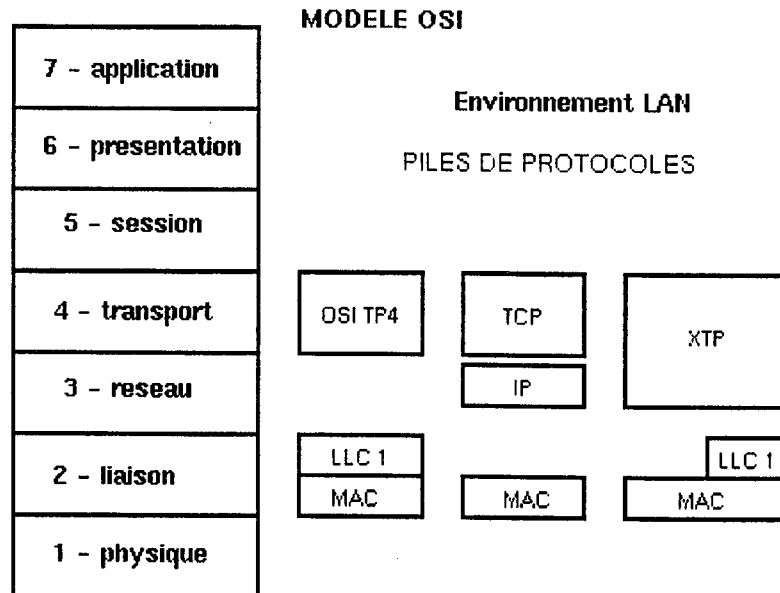 MODELE OSI
7 - application
6 - presentation
5 - session
4 - transport
3 - reseau
2 - liaison
1 - physique
Environnement LAN
PILES DE PROTOCOLES
OSI TP4
TCP
XTP
IP
LLC 1
LLC 1
MAC
MAC
MAC